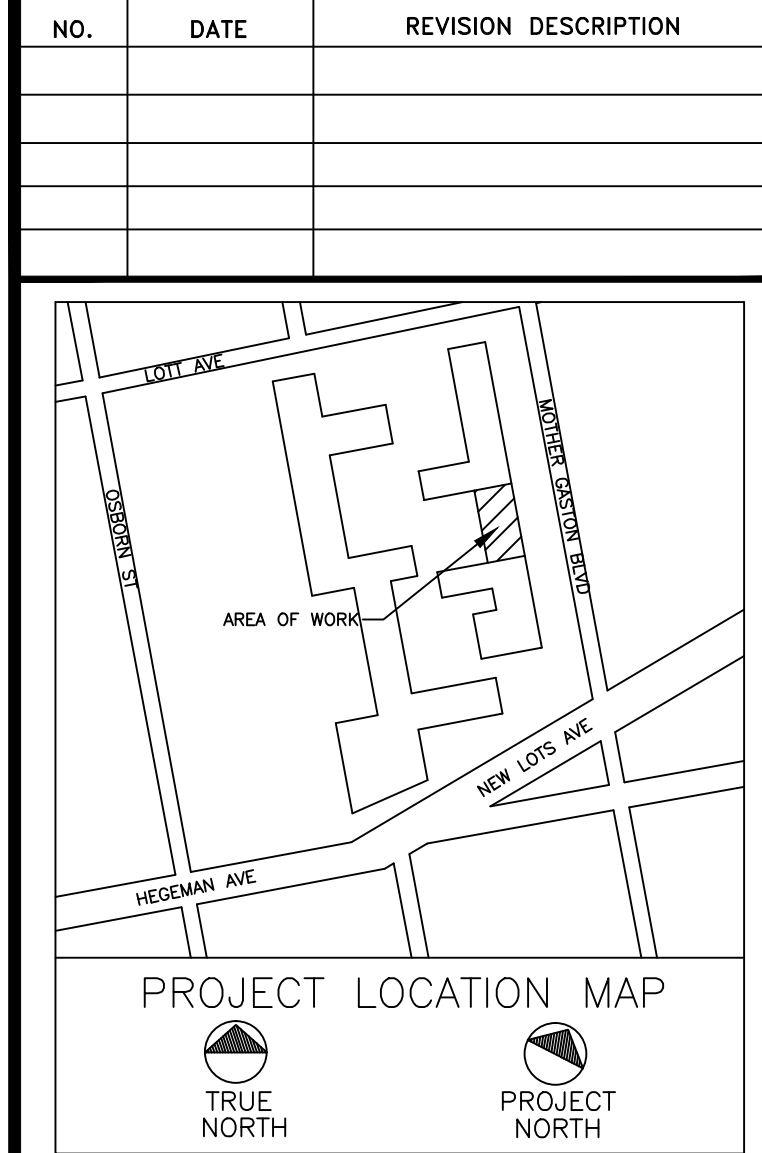 NO. DATE REVISION DESCRIPTION
LOTT AVE
MOTHER GASTON BLVD
OSBORN ST
AREA OF WORK
NEW LOTS AVE
HEGEMAN AVE
PROJECT LOCATION MAP
TRUE
NORTH
PROJECT
NORTH